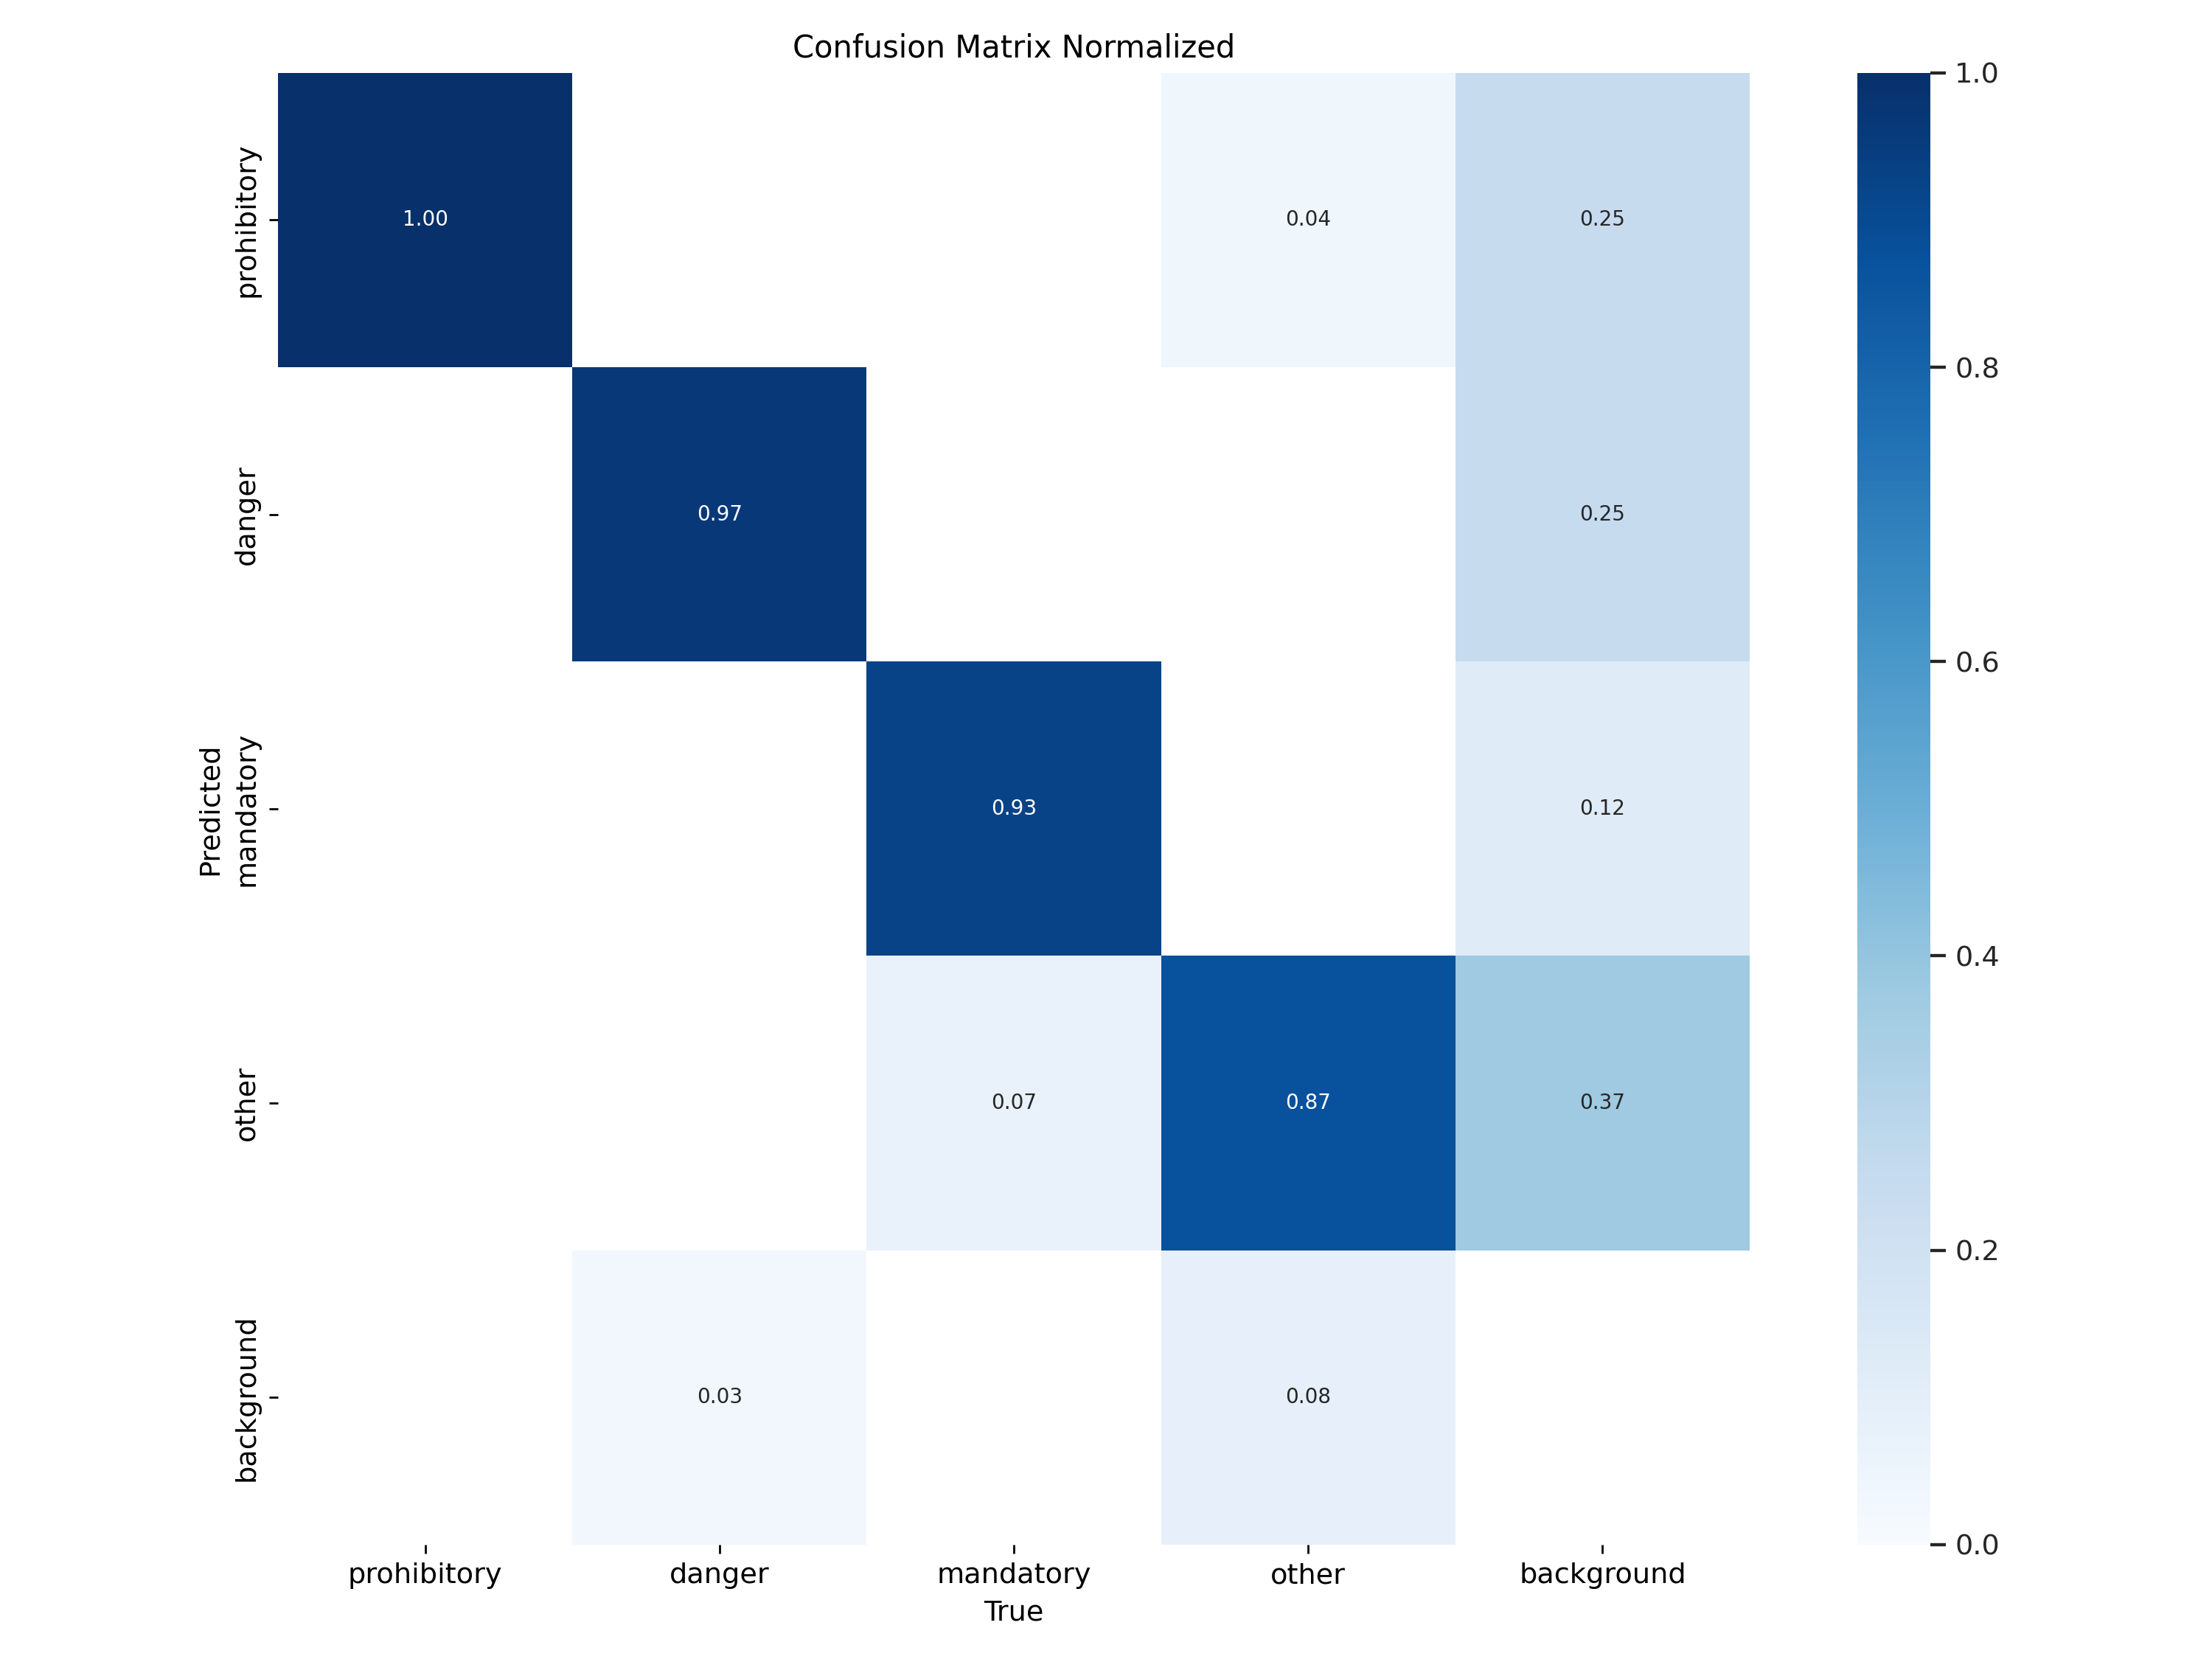 Confusion Matrix Normalized
prohibitory
1.00
0.04
0.25
danger
0.97
0.25
Predicted
mandatory
0.93
0.12
other
0.07
0.87
0.37
background
0.03
0.08
prohibitory
danger
mandatory
other
background
True
1.0
0.8
0.6
0.4
0.2
0.0